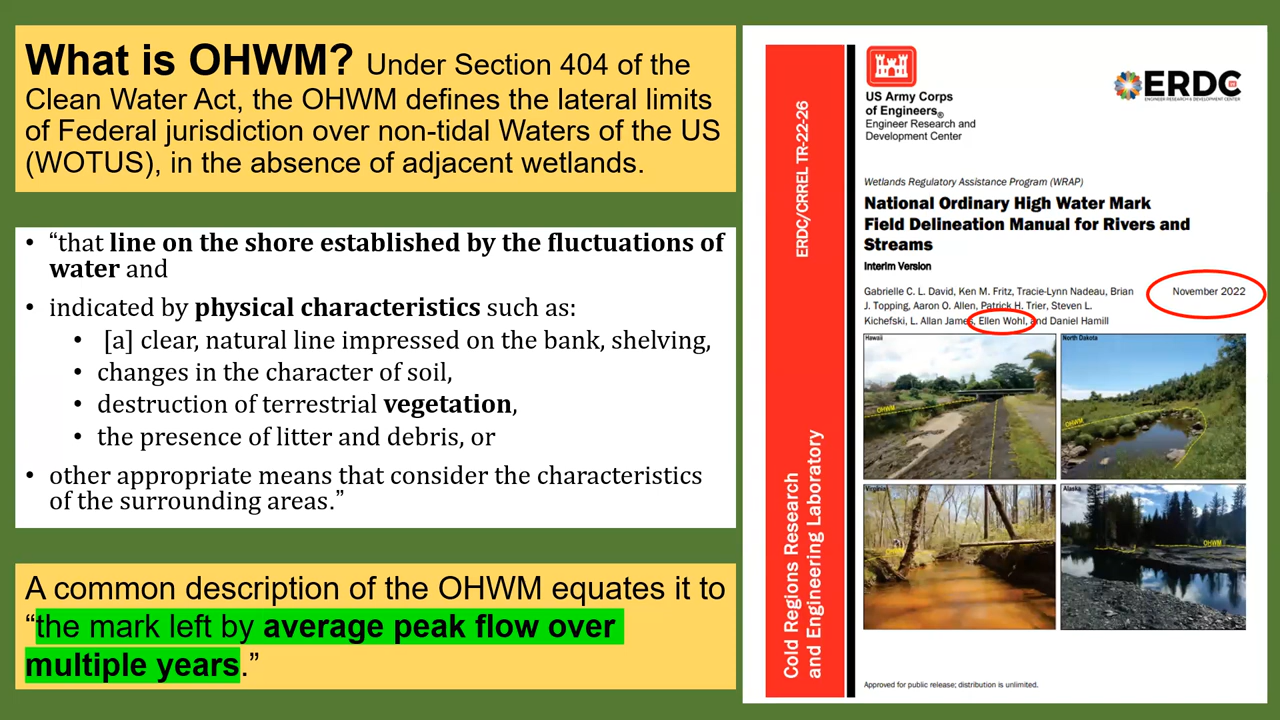 What is OHWM? Under Section 404 of the
Clean Water Act, the OHWM defines the lateral limits
of Federal jurisdiction over non-tidal Waters of the US
(WOTUS), in the absence of adjacent wetlands.
• “that line on the shore established by the fluctuations of
water and
• indicated by physical characteristics such as:
• [a] clear, natural line impressed on the bank, shelving,
• changes in the character of soil,
• destruction of terrestrial vegetation,
• the presence of litter and debris, or
• other appropriate means that consider the characteristics
of the surrounding areas.”
A common description of the OHWM equates it to
“the mark left by average peak flow over
multiple years.”
ERDC/CRREL TR-22-26
Cold Regions Research
and Engineering Laboratory
US Army Corps
of Engineers®
Engineer Research and
Development Center
ERDC
ENGINEER RESEARCH & DEVELOPMENT CENTER
Wetlands Regulatory Assistance Program (WRAP)
National Ordinary High Water Mark
Field Delineation Manual for Rivers and
Streams
Interim Version
Gabrielle C. L. David, Ken M. Fritz, Tracie-Lynn Nadeau, Brian
J. Topping, Aaron O. Allen, Patrick H. Trier, Steven L.
Kichefski, L. Allan James, Ellen Wohl, and Daniel Hamill
November 2022
Hawaii
OHWM
North Dakota
OHWM
Virginia
Alaska
OHWM
Approved for public release; distribution is unlimited.